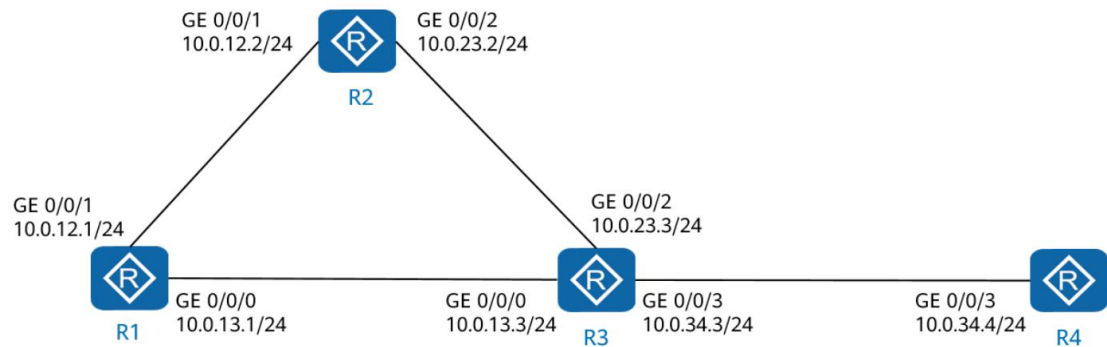 GE 0/0/1
10.0.12.2/24
R
GE 0/0/2
10.0.23.2/24
R2
GE 0/0/1
10.0.12.1/24
GE 0/0/2
10.0.23.3/24
R
R
R
GE 0/0/0
10.0.13.1/24
GE 0/0/0
10.0.13.3/24
GE 0/0/3
10.0.34.3/24
GE 0/0/3
10.0.34.4/24
R1
R3
R4